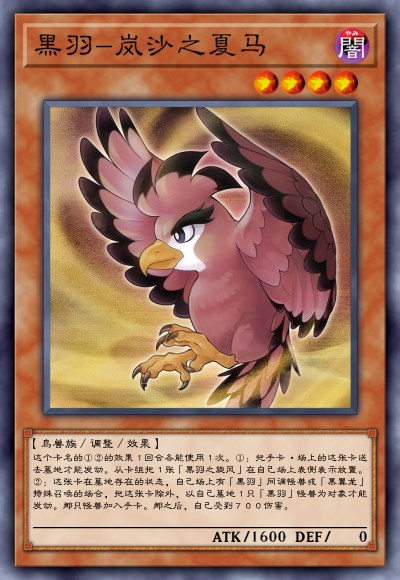 黑羽-岚沙之夏马
やみ
闇
【鸟兽族/调整/效果】
这个卡名的①②的效果1回合各能使用1次。①:把手卡·场上的这张卡送
去墓地才能发动。从卡组把1张「黑羽之旋风」在自己场上表侧表示放置。
②:这张卡在墓地存在的状态,自己场上有「黑羽」同调怪兽或「黑翼龙」
特殊召唤的场合,把这张卡除外,以自己墓地1只「黑羽」怪兽为对象才能
发动。那只怪兽加入手卡。那之后,自己受到700伤害。
ATK/1600 DEF/ 0